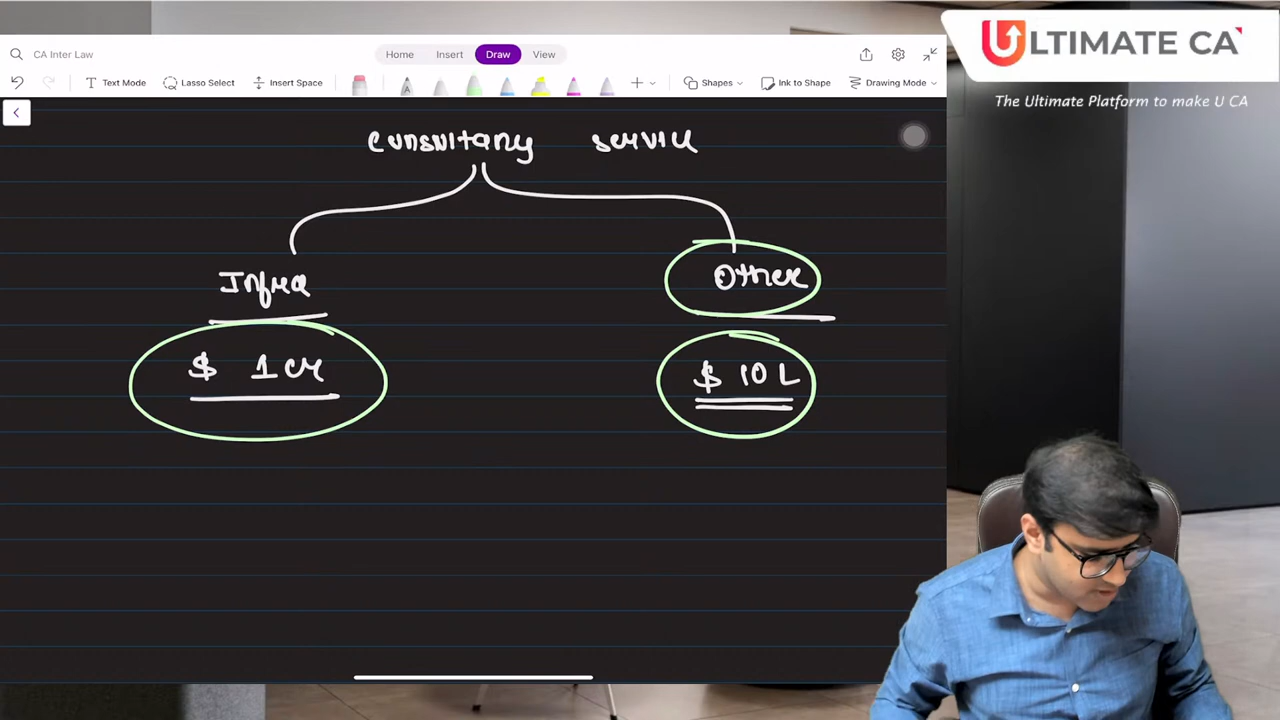 ULTIMATE CA
The Ultimate Platform to make U CA
CA Inter Law
Home Insert Draw View
Text Mode Lasso Select Insert Space Shapes Ink to Shape Drawing Mode
Consultany service
Infra Other
$ 1 cr $ 10 L